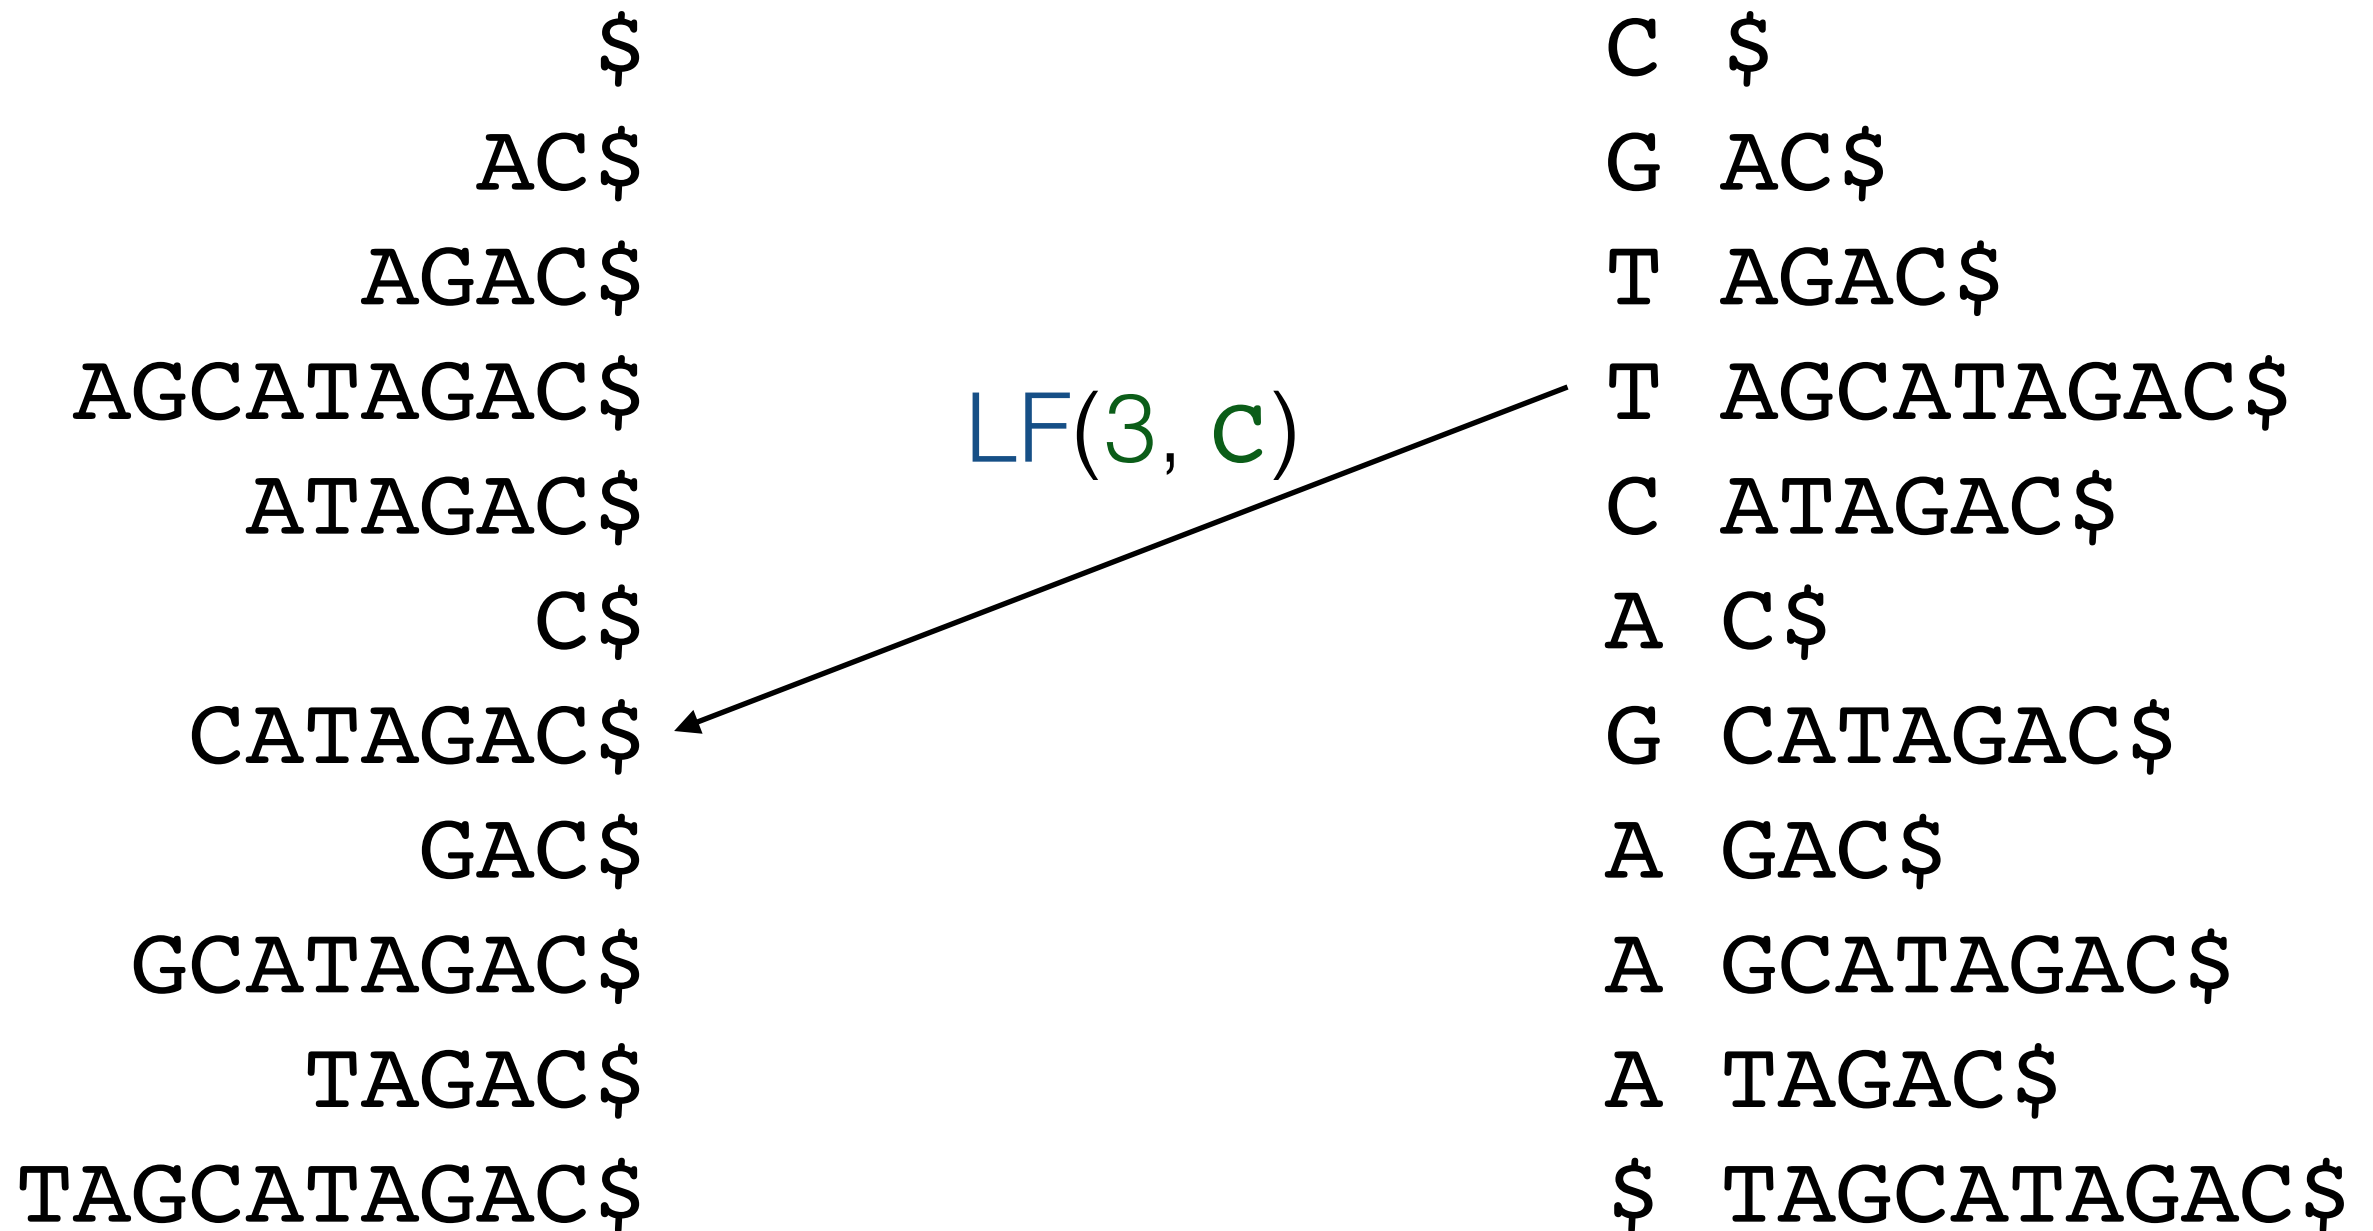 $ C $
AC$ G AC$
AGAC$ T AGAC$
AGCATAGAC$ T AGCATAGAC$
LF(3, c)
ATAGAC$ C ATAGAC$
C$ A C$
CATAGAC$ G CATAGAC$
GAC$ A GAC$
GCATAGAC$ A GCATAGAC$
TAGAC$ A TAGAC$
TAGCATAGAC$ $ TAGCATAGAC$